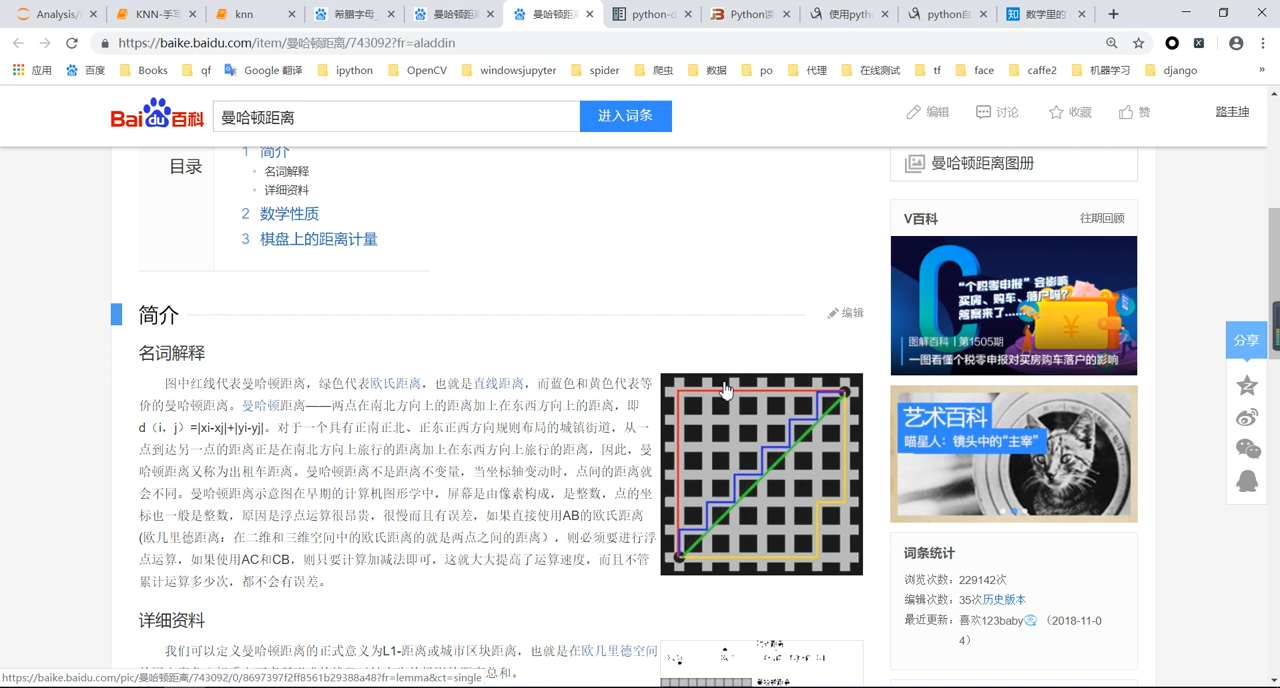 Analysis/
KNN-手写
knn
希腊字母_
曼哈顿距
曼哈顿距
python-d
Python读
使用pyth
python自
数学里的
https://baike.baidu.com/item/曼哈顿距离/743092?fr=aladdin
应用 百度 Books qf Google 翻译 ipython OpenCV windowsjupyter spider 爬虫 数据 po 代理 在线测试 tf face caffe2 机器学习 django »
Bai du 百科 曼哈顿距离 进入词条 编辑 讨论 收藏 赞 路丰坤
目录
1 简介
名词解释
详细资料
2 数学性质
3 棋盘上的距离计量
简介 编辑
名词解释
图中红线代表曼哈顿距离，绿色代表欧氏距离，也就是直线距离，而蓝色和黄色代表等
价的曼哈顿距离。曼哈顿距离——两点在南北方向上的距离加上在东西方向上的距离，即
d（i，j）=|xi-xj|+|yi-yj|。对于一个具有正南正北、正东正西方向规则布局的城镇街道，从一
点到达另一点的距离正是在南北方向上旅行的距离加上在东西方向上旅行的距离，因此，曼
哈顿距离又称为出租车距离。曼哈顿距离不是距离不变量，当坐标轴变动时，点间的距离就
会不同。曼哈顿距离示意图在早期的计算机图形学中，屏幕是由像素构成，是整数，点的坐
标也一般是整数，原因是浮点运算很昂贵，很慢而且有误差，如果直接使用AB的欧氏距离
(欧几里德距离：在二维和三维空间中的欧氏距离的就是两点之间的距离），则必须要进行浮
点运算，如果使用AC和CB，则只要计算加减法即可，这就大大提高了运算速度，而且不管
累计运算多少次，都不会有误差。
详细资料
我们可以定义曼哈顿距离的正式意义为L1-距离或城市区块距离，也就是在欧几里德空间
总和。
https://baike.baidu.com/pic/曼哈顿距离/743092/0/8697397f2ff8561b29388a48?fr=lemma&ct=single
曼哈顿距离图册
V百科 往期回顾
“个税零申报”会影响
买房、购车、落户吗？
答案来了……
图解百科 | 第1505期
一图看懂个税零申报对买房购车落户的影响
艺术百科
喵星人：镜头中的“主宰”
词条统计
浏览次数：229142次
编辑次数：35次历史版本
最近更新：喜欢123baby （2018-11-0
4）
分享